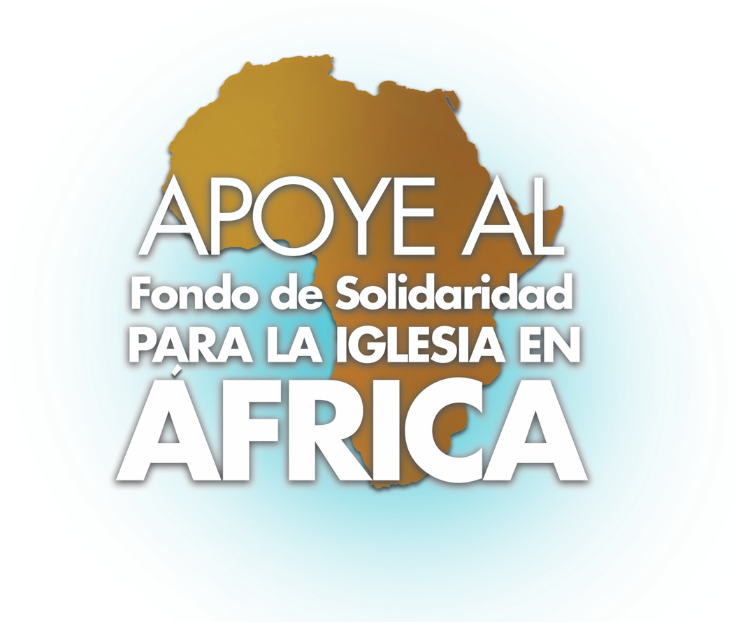 APOYE AL
Fondo de Solidaridad
PARA LA IGLESIA EN
ÁFRICA